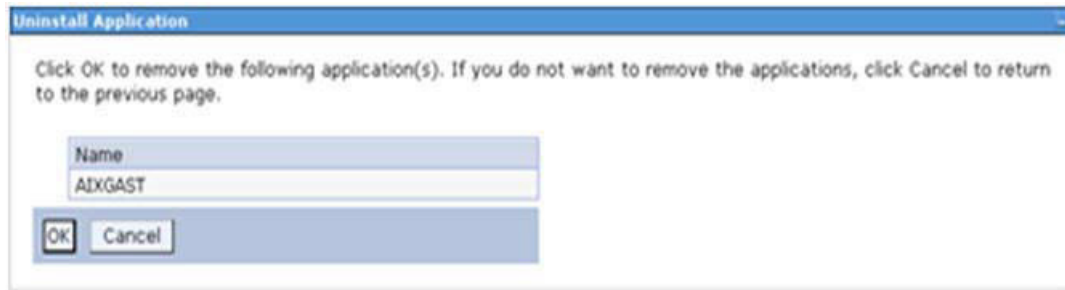 Uninstall Application
Click OK to remove the following application(s). If you do not want to remove the applications, click Cancel to return
to the previous page.
Name
AIXGAST
OK Cancel